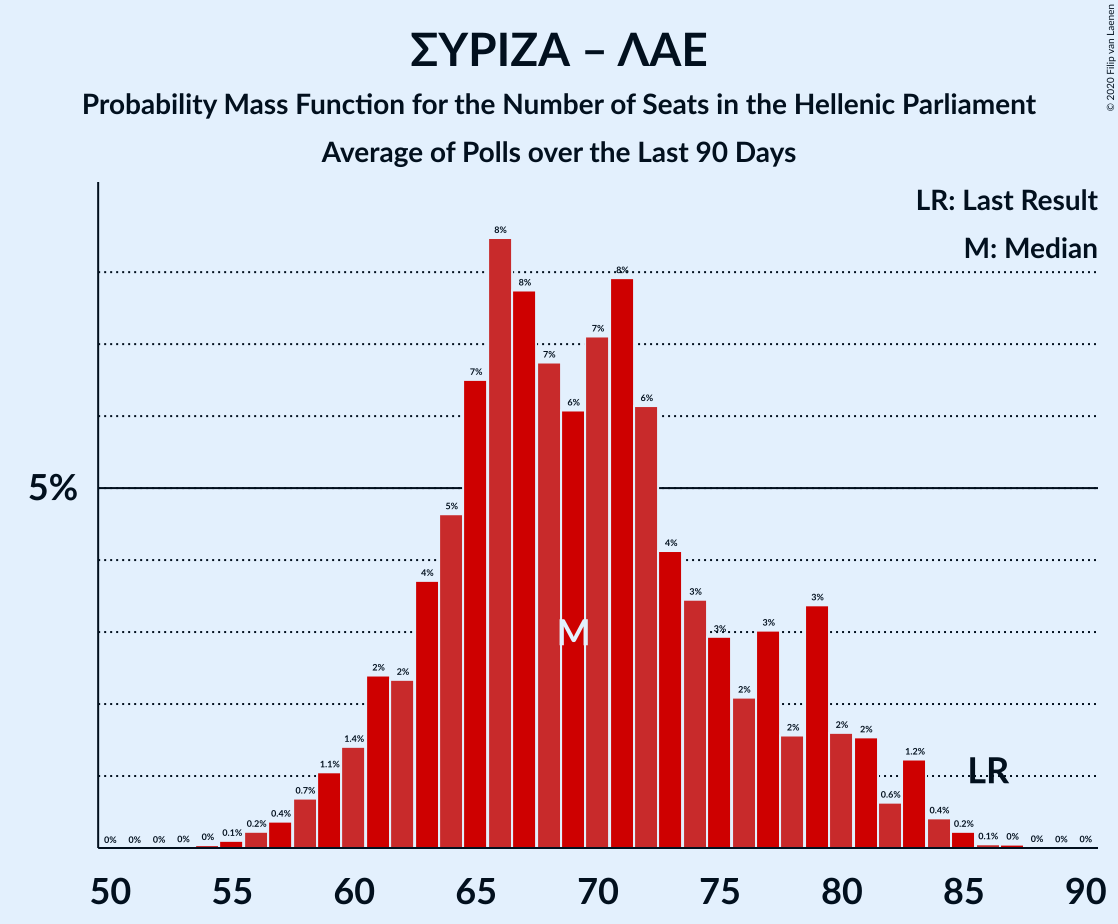 ΣΥΡΙΖΑ – ΛΑΕ
Probability Mass Function for the Number of Seats in the Hellenic Parliament
Average of Polls over the Last 90 Days
© 2020 Filip van Laenen
LR: Last Result
M: Median
5%
0% 0% 0% 0% 0% 0.1% 0.2% 0.4% 0.7% 1.1% 1.4% 2% 2% 4% 5% 7% 8% 8% 7% 6% 7% 8% 6% 4% 3% 3% 2% 3% 2% 3% 2% 2% 0.6% 1.2% 0.4% 0.2% 0.1% 0% 0% 0% 0%
M
LR
50 55 60 65 70 75 80 85 90